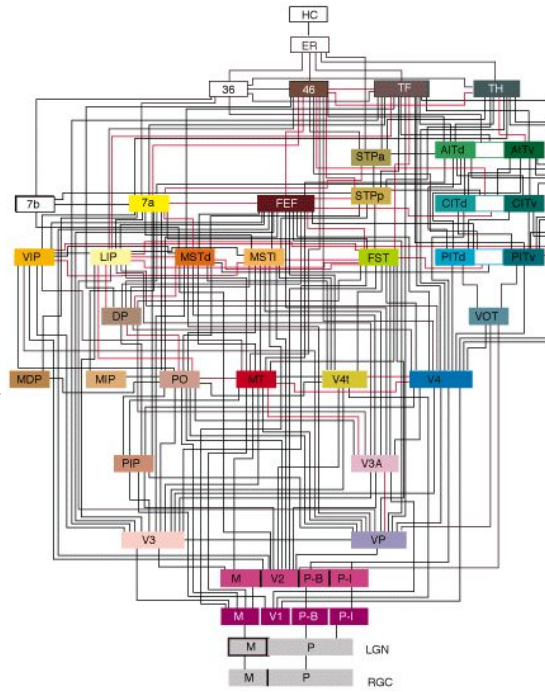 HC
ER
36 46 TF TH
STPa AITd AITv
7b 7a FEF STPp CITd CITv
VIP LIP MSTd MSTl FST PITd PITv
DP VOT
MDP MIP PO MT V4t V4
PIP V3A
V3 VP
M V2 P-B P-I
M V1 P-B P-I
M P LGN
M P RGC